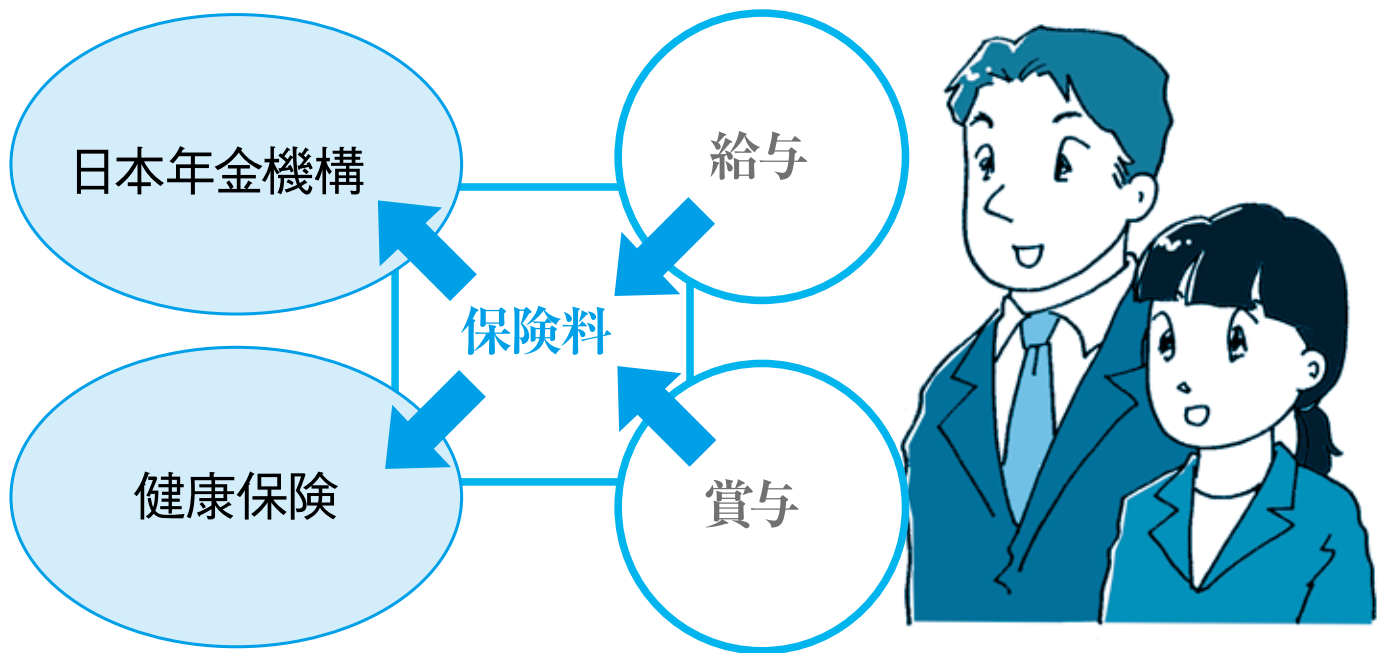 日本年金機構
給与
保険料
健康保険
賞与